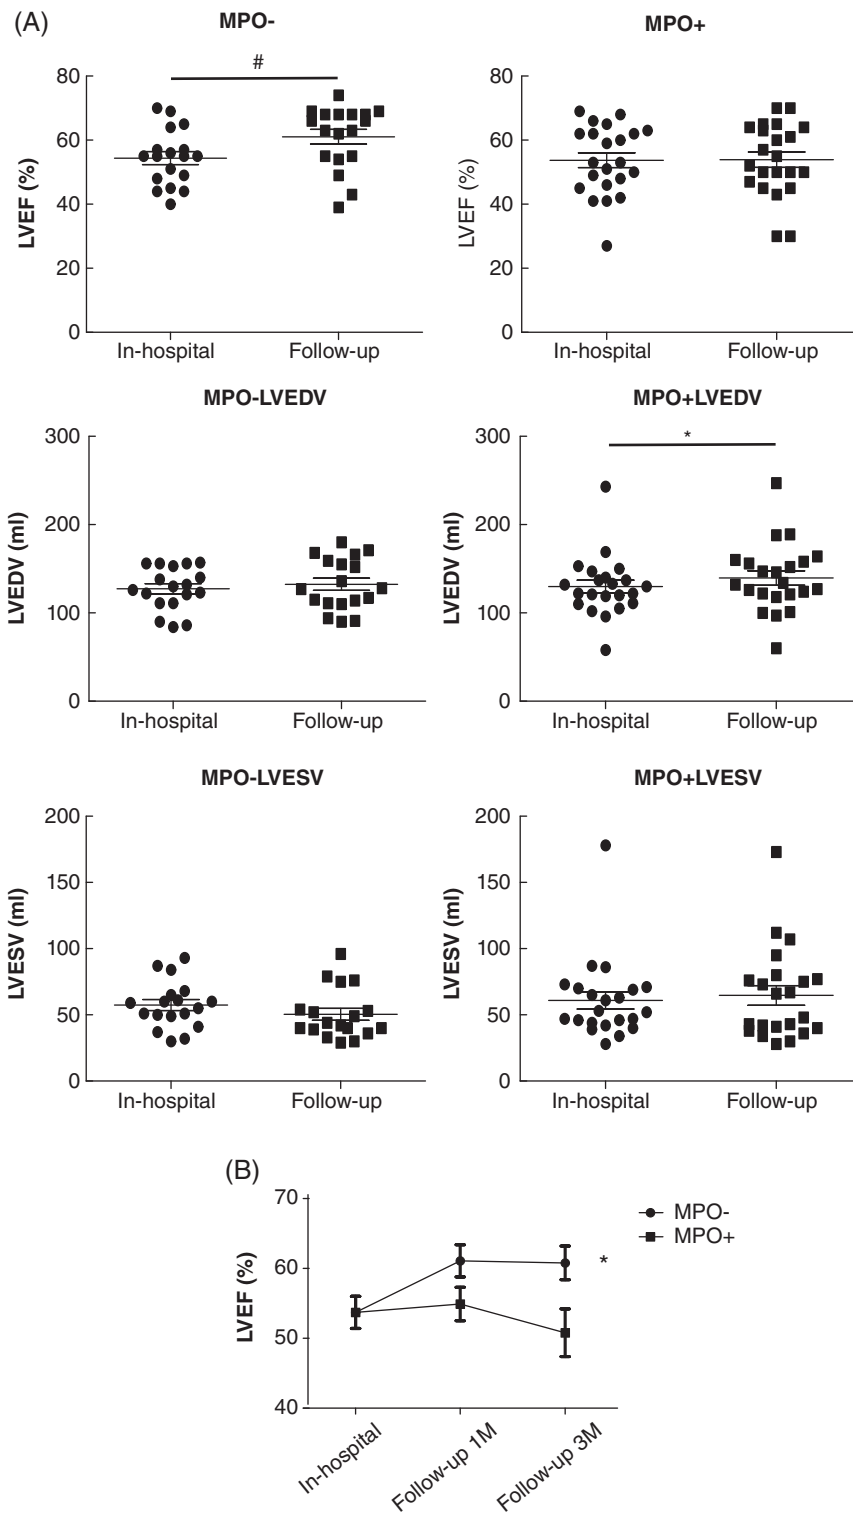 (A)
MPO-
MPO+
#
80
60
40
20
0
LVEF (%)
In-hospital
Follow-up
80
60
40
20
0
LVEF (%)
In-hospital
Follow-up
MPO-LVEDV
MPO+LVEDV
300
200
100
0
LVEDV (ml)
In-hospital
Follow-up
*
300
200
100
0
LVEDV (ml)
In-hospital
Follow-up
MPO-LVESV
MPO+LVESV
200
150
100
50
0
LVESV (ml)
In-hospital
Follow-up
200
150
100
50
0
LVESV (ml)
In-hospital
Follow-up
(B)
70
60
50
40
LVEF (%)
MPO-
MPO+
*
In-hospital
Follow-up 1M
Follow-up 3M